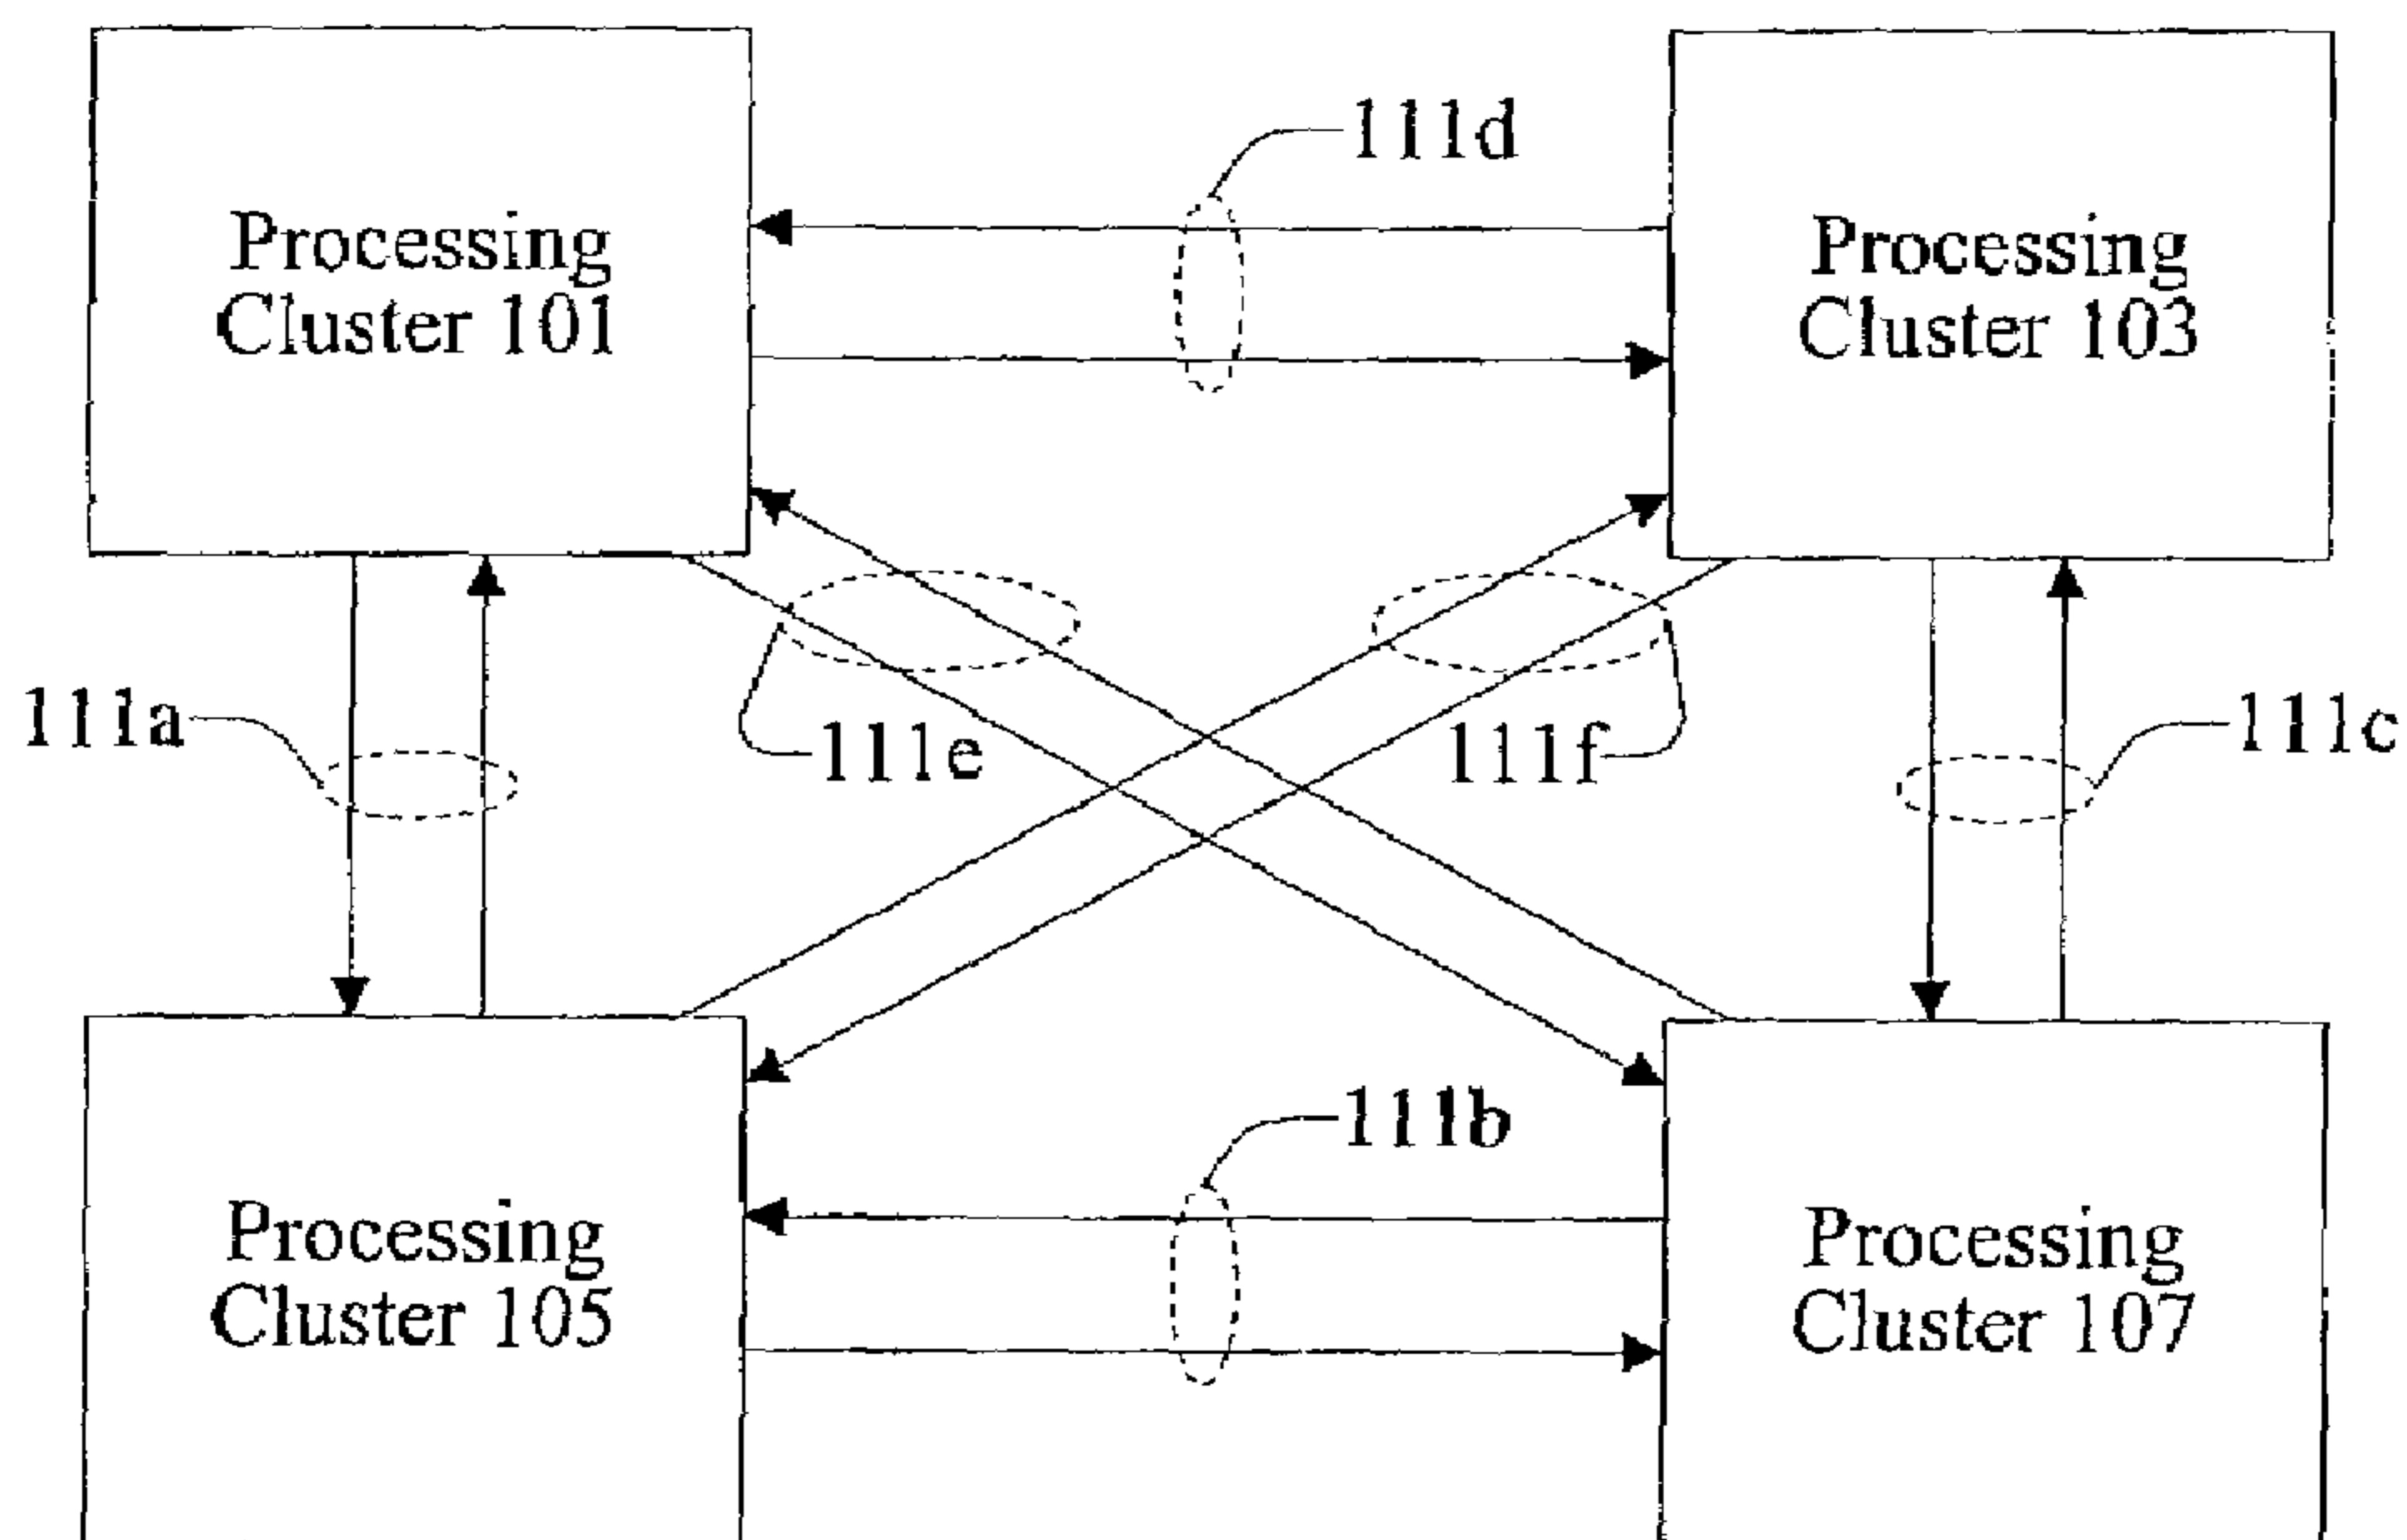 111d
Processing
Cluster 101
Processing
Cluster 103
111a
111e
111f
111c
111b
Processing
Cluster 105
Processing
Cluster 107